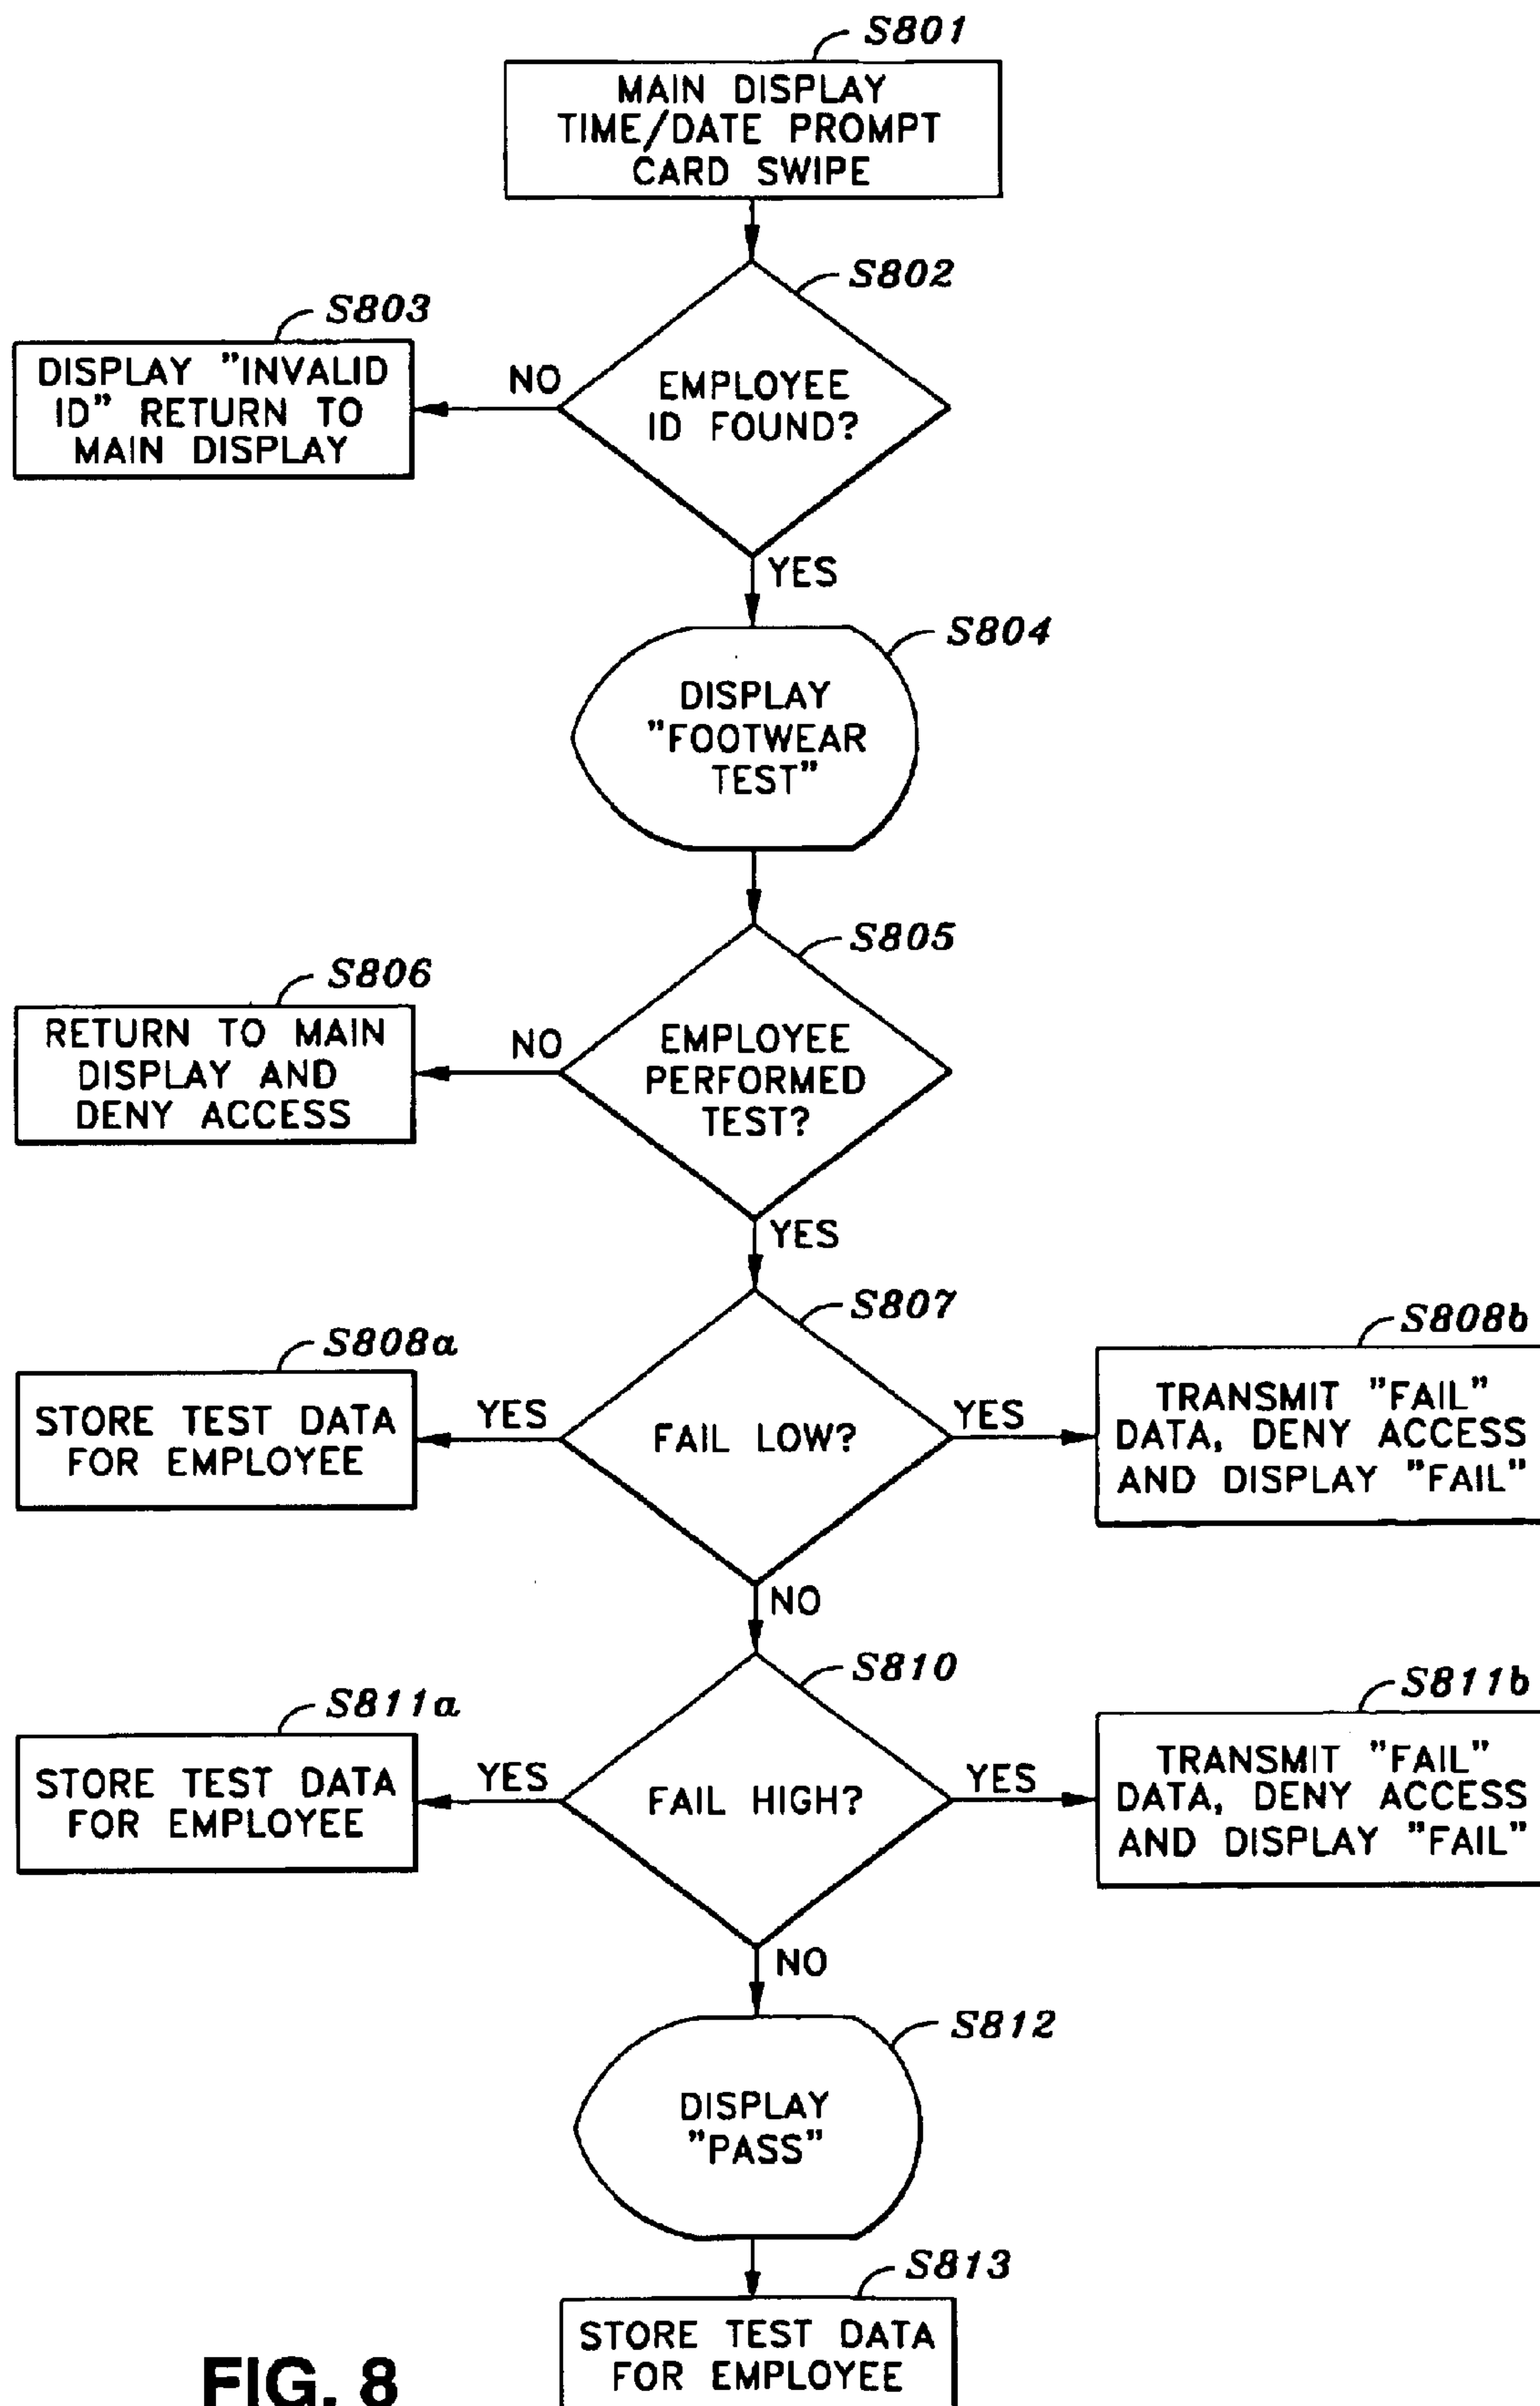 S801
MAIN DISPLAY
TIME/DATE PROMPT
CARD SWIPE
S802
S803
DISPLAY "INVALID
ID" RETURN TO
MAIN DISPLAY
NO
EMPLOYEE
ID FOUND?
YES
S804
DISPLAY
"FOOTWEAR
TEST"
S805
S806
RETURN TO MAIN
DISPLAY AND
DENY ACCESS
NO
EMPLOYEE
PERFORMED
TEST?
YES
S807
S808a
STORE TEST DATA
FOR EMPLOYEE
YES
FAIL LOW?
YES
S808b
TRANSMIT "FAIL"
DATA, DENY ACCESS
AND DISPLAY "FAIL"
NO
S810
S811a
STORE TEST DATA
FOR EMPLOYEE
YES
FAIL HIGH?
YES
S811b
TRANSMIT "FAIL"
DATA, DENY ACCESS
AND DISPLAY "FAIL"
NO
S812
DISPLAY
"PASS"
S813
STORE TEST DATA
FOR EMPLOYEE
FIG. 8